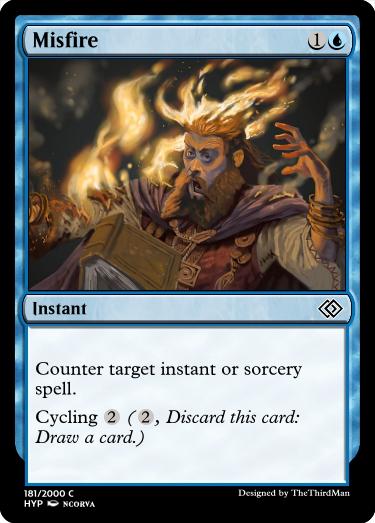 Misfire 1
Instant
Counter target instant or sorcery
spell.
Cycling 2 ( 2, Discard this card:
Draw a card.)
181/2000 C
HYP NCORVA
Designed by TheThirdMan